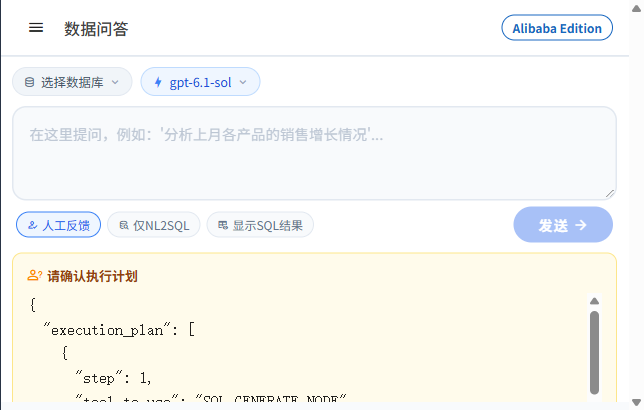 数据问答
Alibaba Edition
选择数据库
gpt-6.1-sol
在这里提问，例如：'分析上月各产品的销售增长情况'...
人工反馈
仅NL2SQL
显示SQL结果
发送
请确认执行计划
{
"execution_plan": [
{
"step": 1,
"tool_to_use": "SQL_GENERATE_NODE"